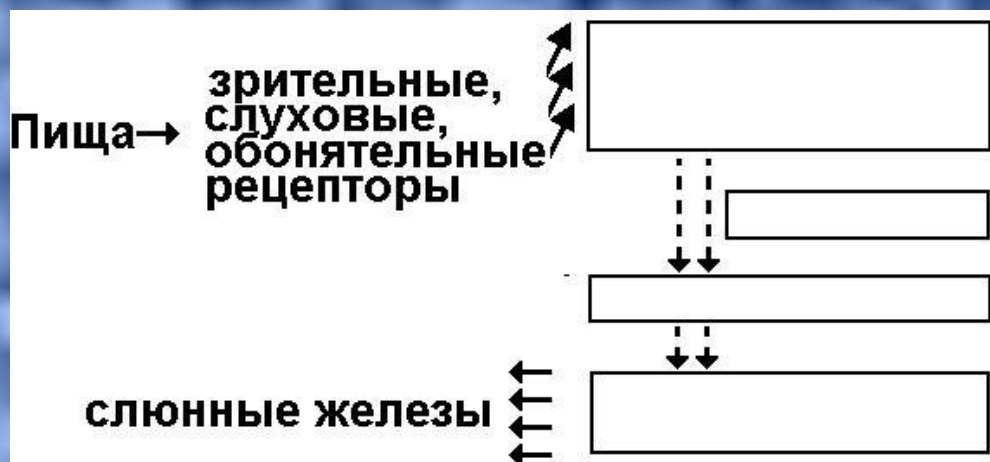 Пища→
зрительные,
слуховые,
обонятельные
рецепторы
слюнные железы